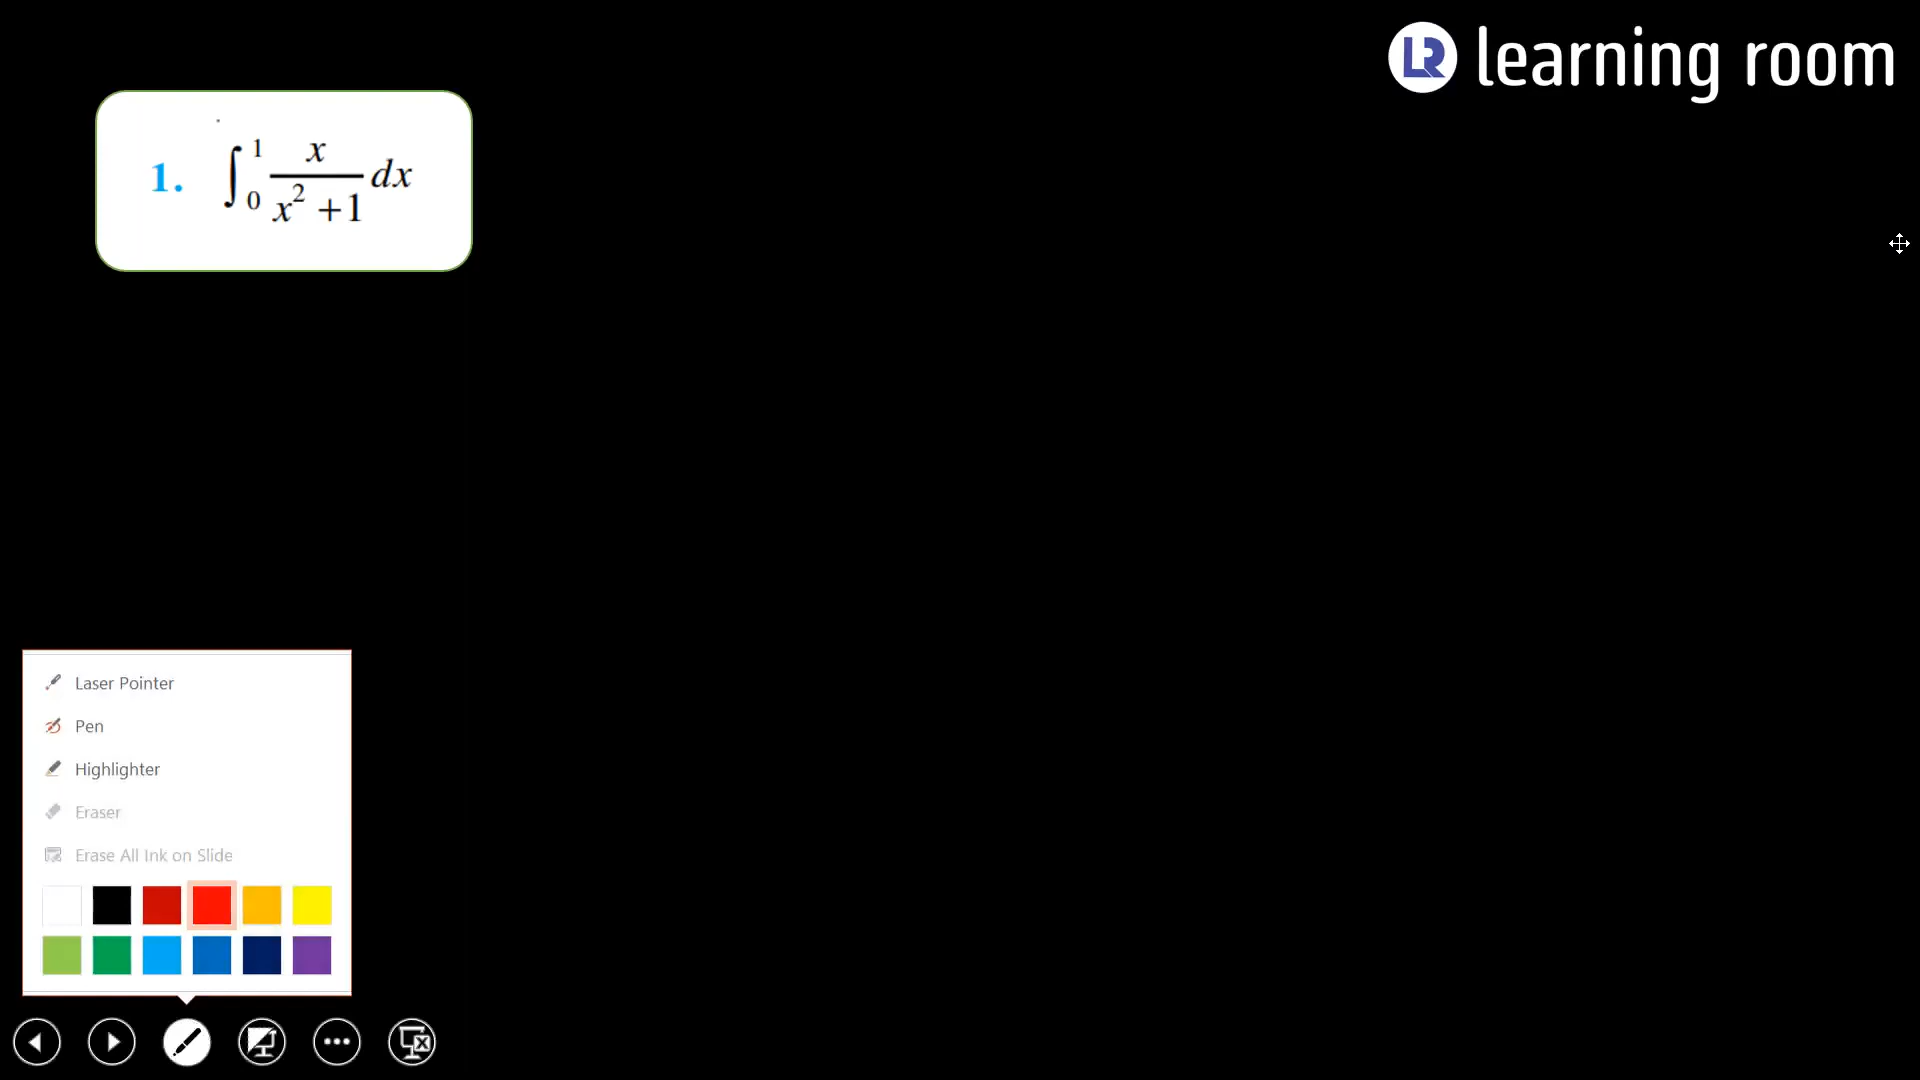 learning room
1. ∫₀¹ x/(x² +1) dx
Laser Pointer
Pen
Highlighter
Eraser
Erase All Ink on Slide